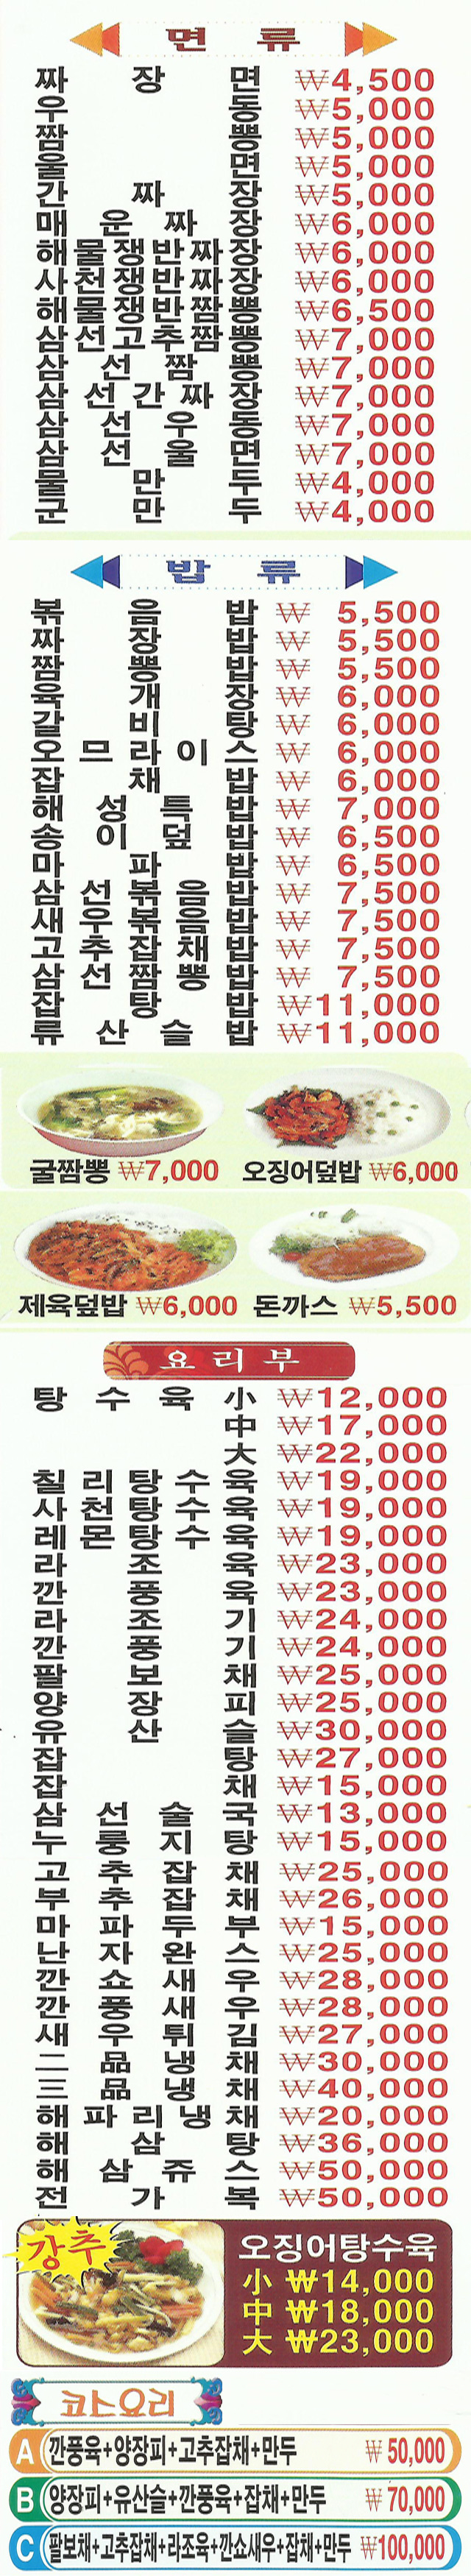 면 류
짜 장 면 ₩4,500
우 동 ₩5,000
짬 뽕 ₩5,000
울 면 ₩5,000
간 짜 장 ₩5,000
매 운 짜 장 ₩6,000
해물쟁반짜장 ₩6,000
사천쟁반짜장 ₩6,000
해물쟁반짬뽕 ₩6,500
삼선고추짬뽕 ₩7,000
삼 선 짬 뽕 ₩7,000
삼 선 간 짜 장 ₩7,000
삼 선 우 동 ₩7,000
삼 선 울 면 ₩7,000
물 만 두 ₩4,000
군 만 두 ₩4,000
밥 류
볶 음 밥 ₩ 5,500
짜 장 밥 ₩ 5,500
짬 뽕 밥 ₩ 5,500
육 개 장 ₩ 6,000
갈 비 탕 ₩ 6,000
오 므 라 이 스 ₩ 6,000
잡 채 밥 ₩ 6,000
해 성 특 밥 ₩ 7,000
송 이 덮 밥 ₩ 6,500
마 파 밥 ₩ 6,500
삼 선 볶 음 밥 ₩ 7,500
새 우 볶 음 밥 ₩ 7,500
고 추 잡 채 밥 ₩ 7,500
삼 선 짬 뽕 밥 ₩ 7,500
잡 탕 밥 ₩11,000
류 산 슬 밥 ₩11,000
굴짬뽕 ₩7,000 오징어덮밥 ₩6,000
제육덮밥 ₩6,000 돈까스 ₩5,500
요리부
탕 수 육 小 ₩12,000
中 ₩17,000
大 ₩22,000
칠 리 탕 수 육 ₩19,000
사 천 탕 수 육 ₩19,000
레 몬 탕 수 육 ₩19,000
라 조 육 ₩23,000
깐 풍 육 ₩23,000
라 조 기 ₩24,000
깐 풍 기 ₩24,000
팔 보 채 ₩25,000
양 장 피 ₩25,000
유 산 슬 ₩30,000
잡 탕 ₩27,000
잡 채 ₩15,000
삼 선 술 국 ₩13,000
누 룽 지 탕 ₩15,000
고 추 잡 채 ₩25,000
부 추 잡 채 ₩26,000
마 파 두 부 ₩15,000
난 자 완 스 ₩25,000
깐 쇼 새 우 ₩28,000
깐 풍 새 우 ₩28,000
새 우 튀 김 ₩27,000
二 品 냉 채 ₩30,000
三 品 냉 채 ₩40,000
해 파 리 냉 채 ₩20,000
해 삼 탕 ₩36,000
해 삼 쥬 스 ₩50,000
전 가 복 ₩50,000
강추
오징어탕수육
小 ₩14,000
中 ₩18,000
大 ₩23,000
코스요리
A 깐풍육+양장피+고추잡채+만두 ₩50,000
B 양장피+유산슬+깐풍육+잡채+만두 ₩70,000
C 팔보채+고추잡채+라조육+깐쇼새우+잡채+만두 ₩100,000